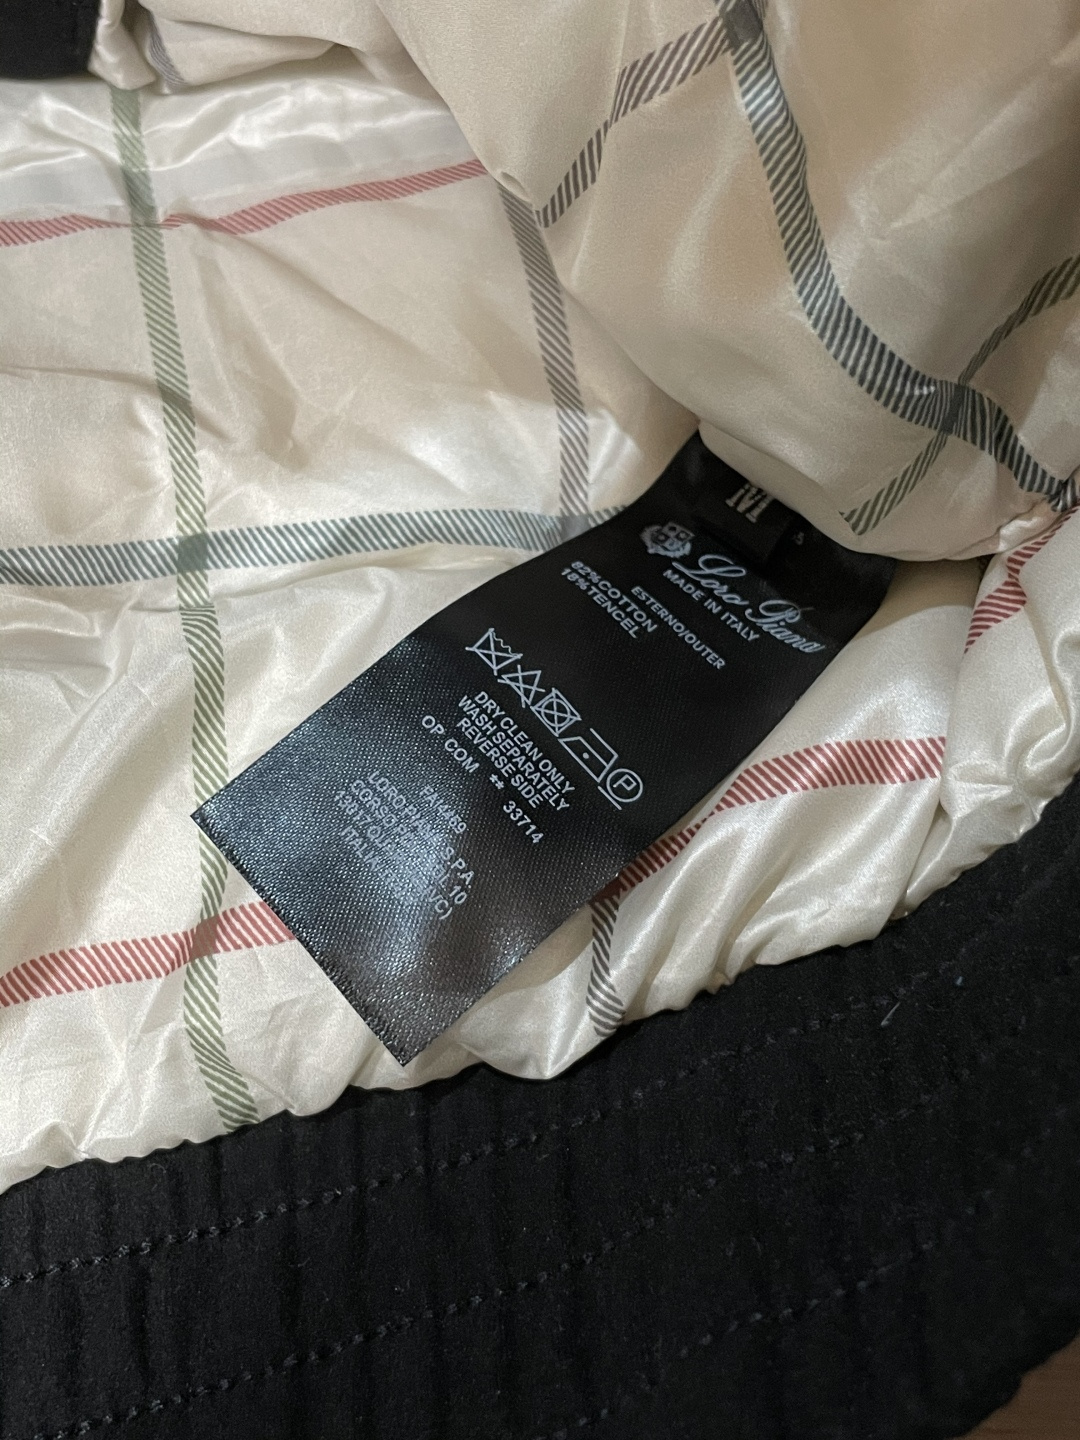 M
Loro Piana
MADE IN ITALY
ESTERNO/OUTER
82%COTTON
18%TENCEL
P
DRY CLEAN ONLY
WASH SEPARATELY
REVERSE SIDE
OP COM ** 33714
ITALIA